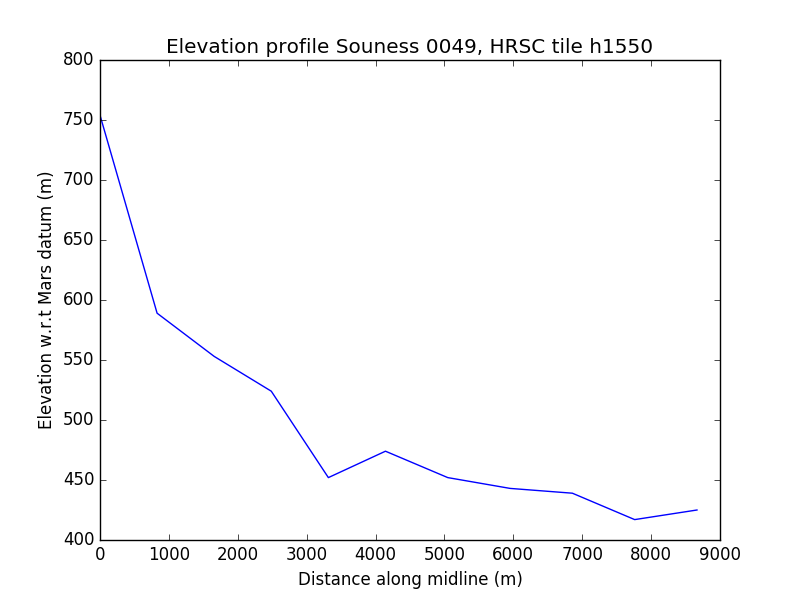 Elevation profile Souness 0049, HRSC tile h1550
800
750
700
650
600
550
500
450
400
Elevation w.r.t Mars datum (m)
0 1000 2000 3000 4000 5000 6000 7000 8000 9000
Distance along midline (m)